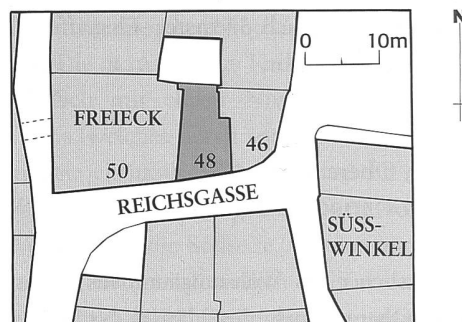 N
0 10m
FREIECK
46
50
48
REICHSGASSE
SÜSS-
WINKEL